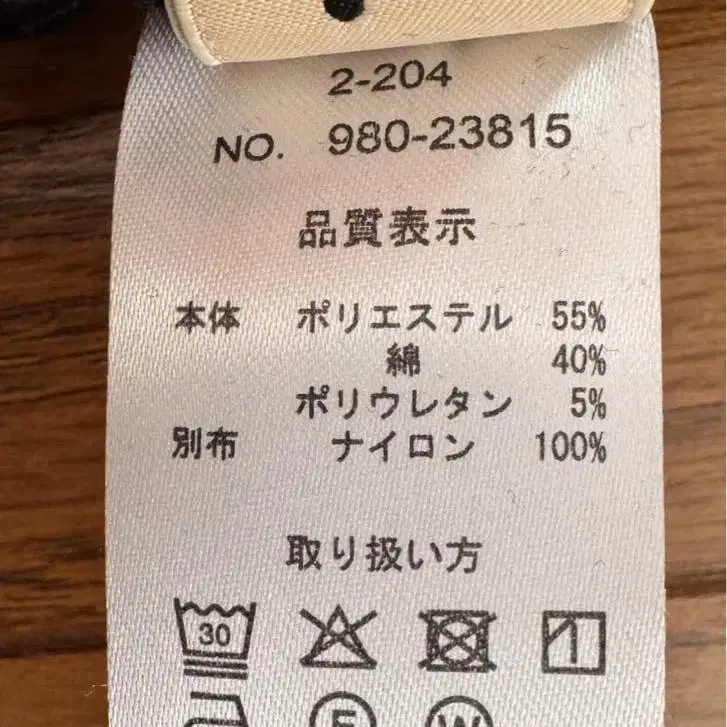 2-204
NO. 980-23815
品質表示
本体 ポリエステル 55%
綿 40%
ポリウレタン 5%
別布 ナイロン 100%
取り扱い方
30
F W